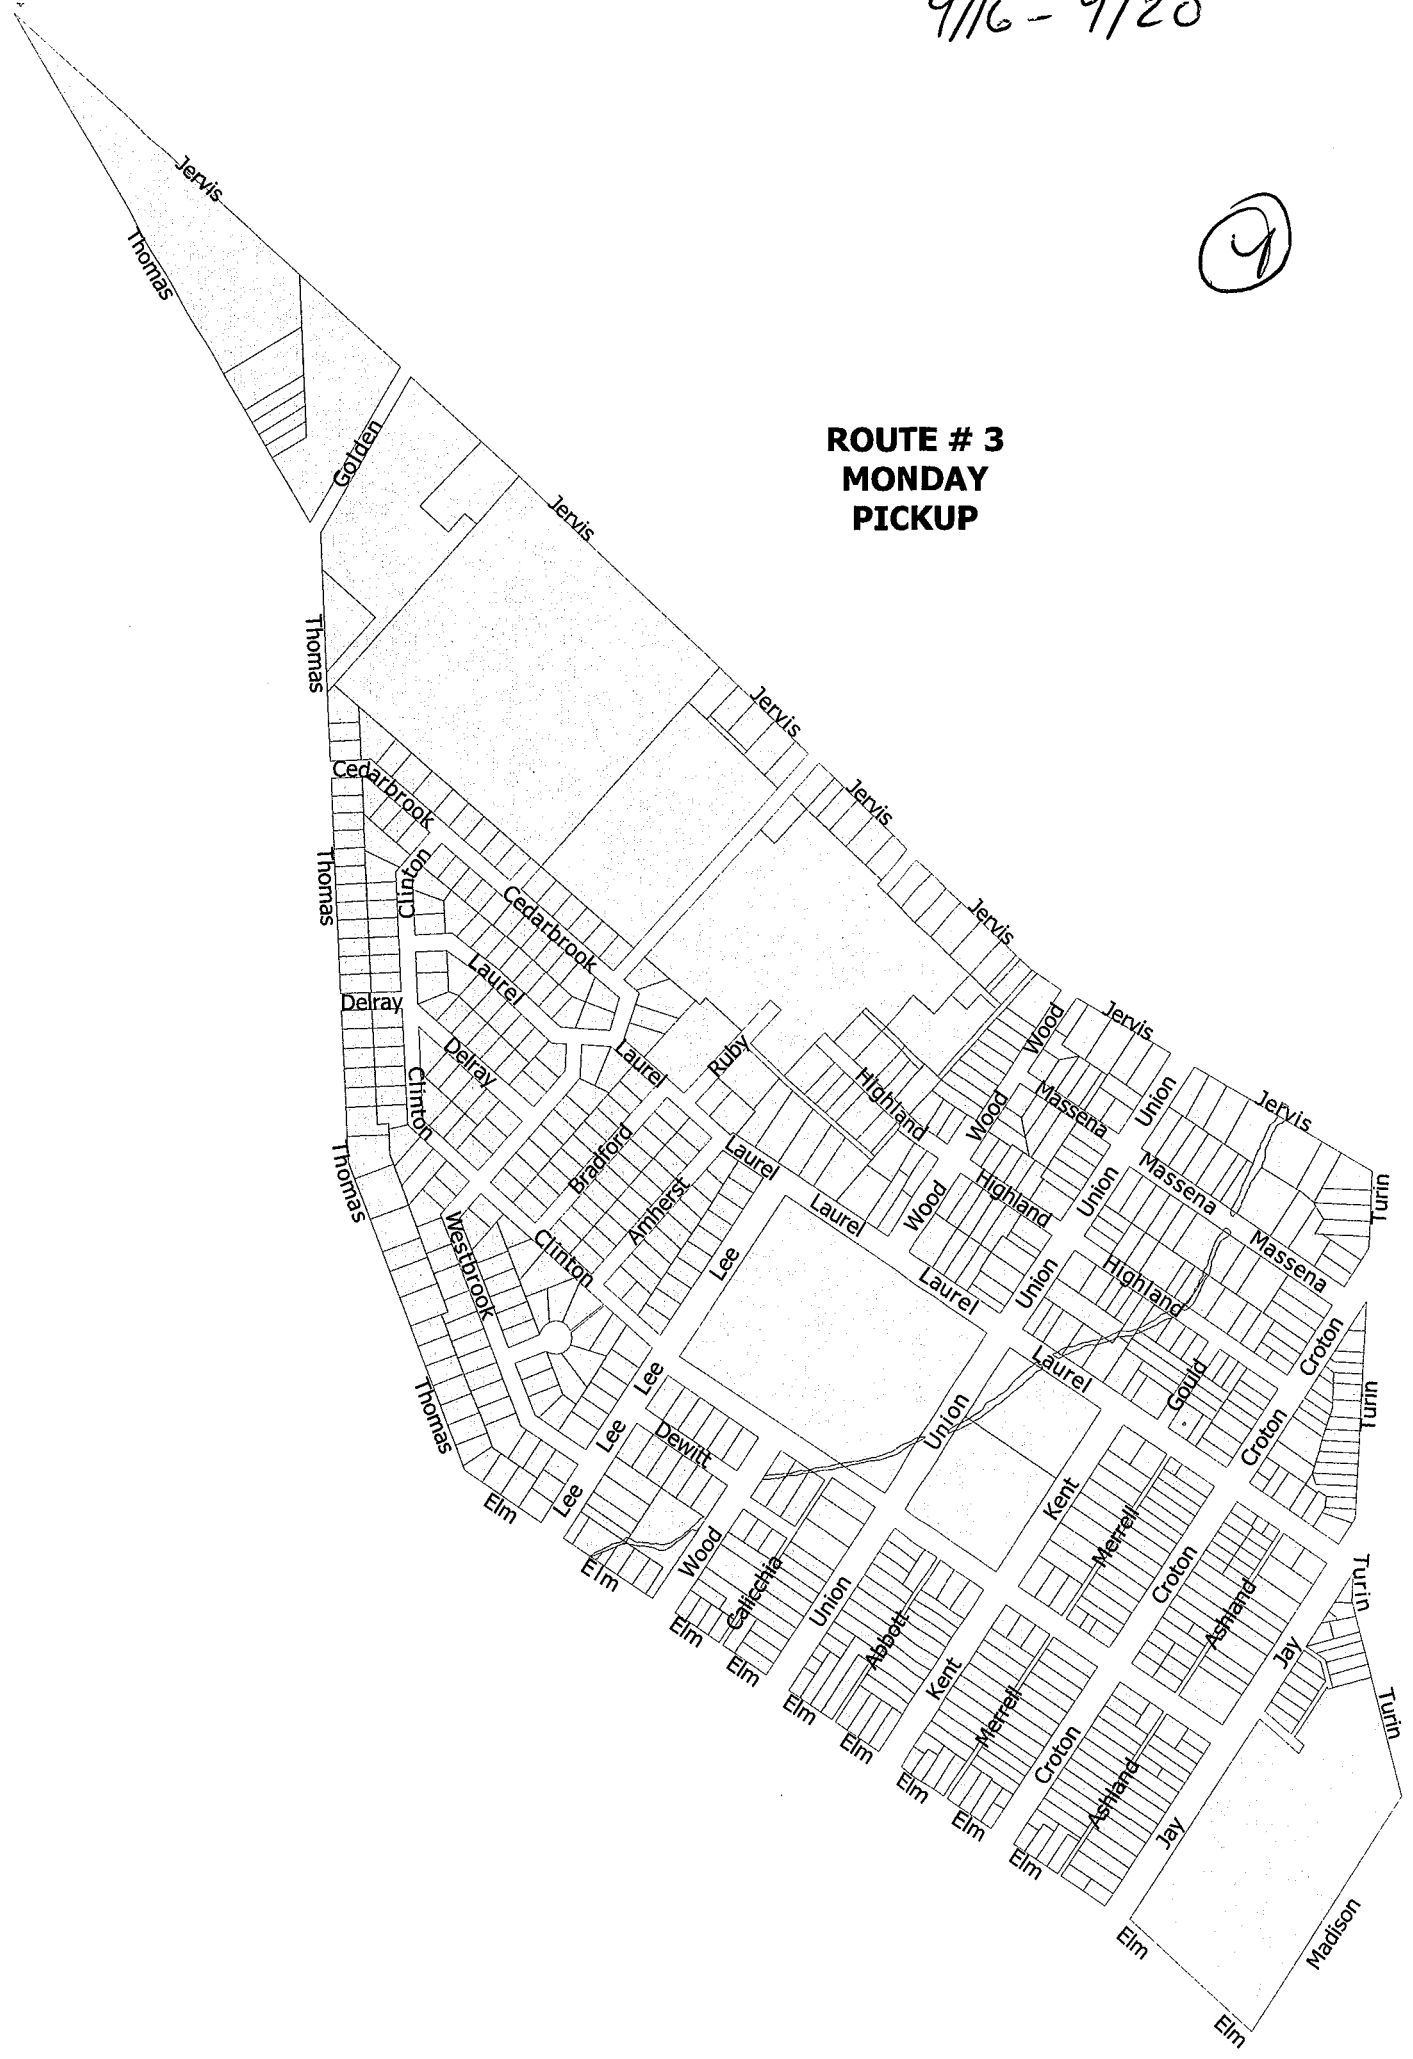 9/16 - 9/20
Jervis
Thomas
4
ROUTE # 3
MONDAY
PICKUP
Golden
Jervis
Thomas
Jervis
Cedarbrook
Jervis
Thomas
Clinton
Cedarbrook
Jervis
Laurel
Delray
Wood
Jervis
Ruby
Delray
Laurel
Highland
Clinton
Wood
Massena
Union
Jervis
Bradford
Laurel
Thomas
Amherst
Laurel
Wood
Highland
Union
Massena
Turin
Westbrook
Clinton
Lee
Laurel
Union
Highland
Massena
Croton
Lee
Laurel
Gould
Turin
Thomas
Lee
Dewitt
Union
Croton
Elm
Lee
Kent
Merrell
Elm
Wood
Calicchia
Union
Croton
Ashland
Turin
Elm
Abbott
Jay
Elm
Kent
Merrell
Turin
Elm
Elm
Croton
Ashland
Elm
Jay
Elm
Elm
Elm
Madison
Elm